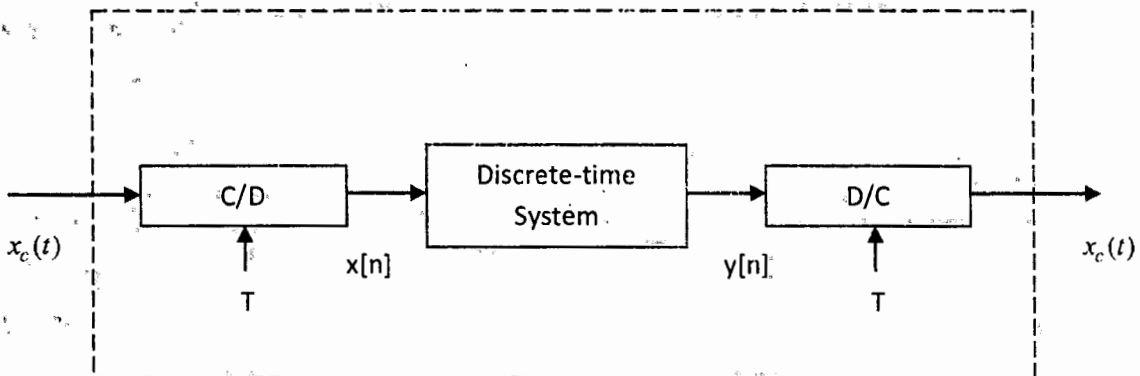 C/D
Discrete-time
System
D/C
x_c(t)
x[n]
y[n]
x_c(t)
T
T